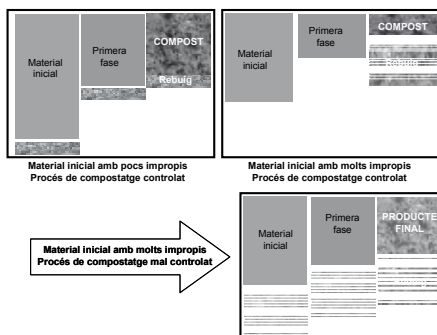 Material
inicial
Primera
fase
COMPOST
Rebuig
Material inicial amb pocs impropis
Procés de compostatge controlat
Material
inicial
Primera
fase
COMPOST
Rebuig
Material inicial amb molts impropis
Procés de compostatge controlat
Material inicial amb molts impropis
Procés de compostatge mal controlat
Material
inicial
Primera
fase
PRODUCTE
FINAL